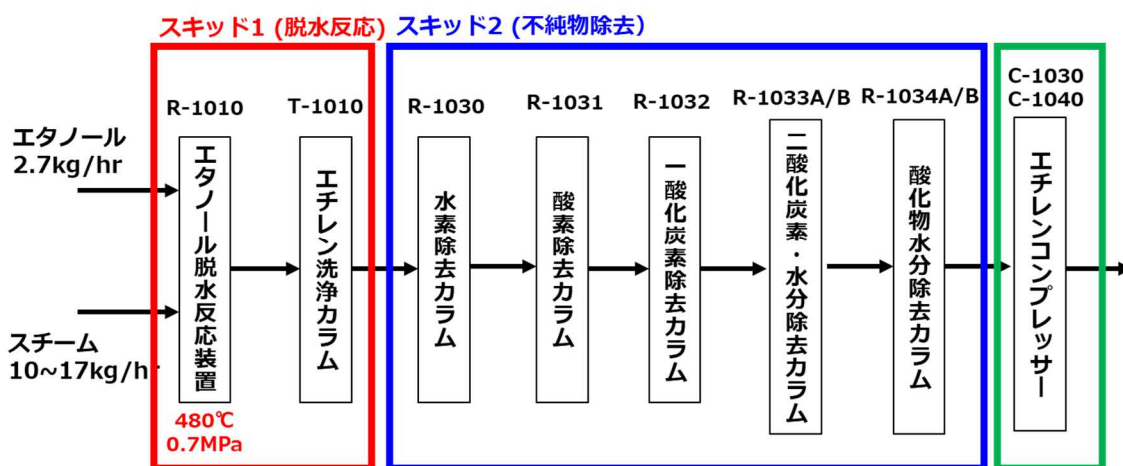 スキッド1 (脱水反応)
スキッド2 (不純物除去)
R-1010
T-1010
R-1030
R-1031
R-1032
R-1033A/B
R-1034A/B
C-1030
C-1040
エタノール
2.7kg/hr
スチーム
10~17kg/hr
エタノール脱水反応装置
エチレン洗浄カラム
水素除去カラム
酸素除去カラム
一酸化炭素除去カラム
二酸化炭素・水分除去カラム
酸化物水分除去カラム
エチレンコンプレッサー
480℃
0.7MPa